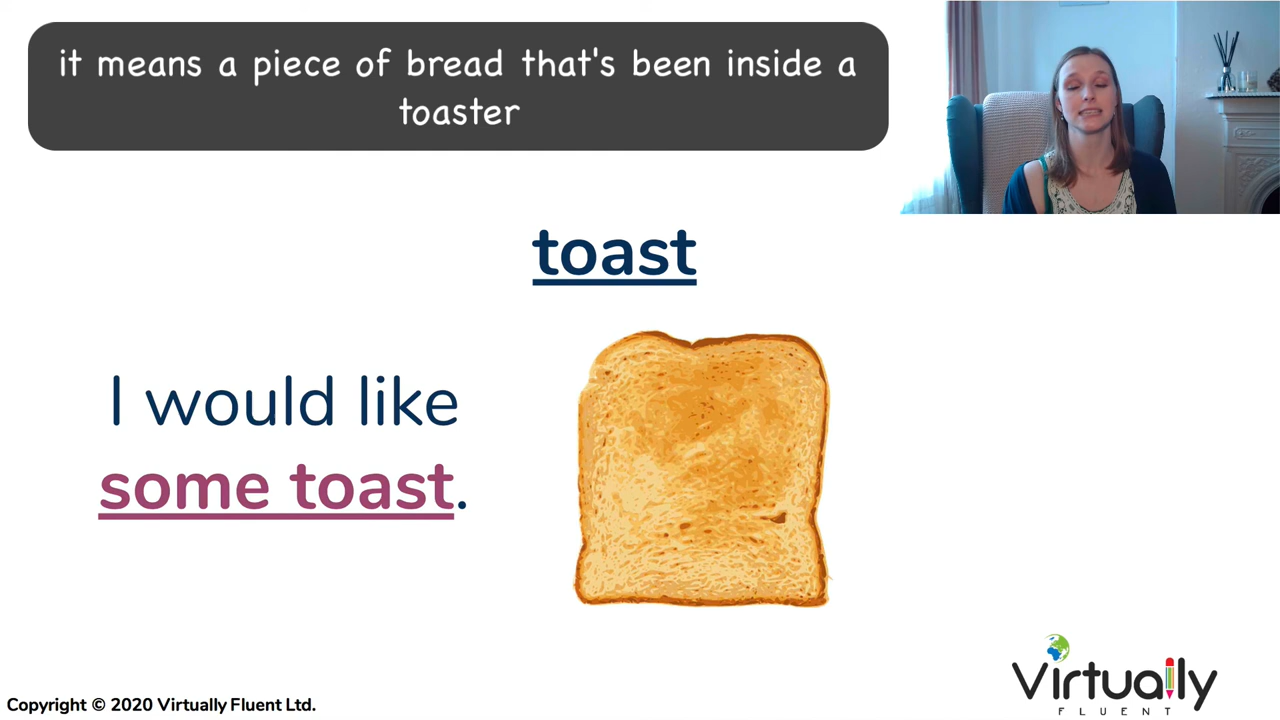 it means a piece of bread that's been inside a
toaster
toast
I would like
some toast.
Virtually
FLUENT
Copyright © 2020 Virtually Fluent Ltd.